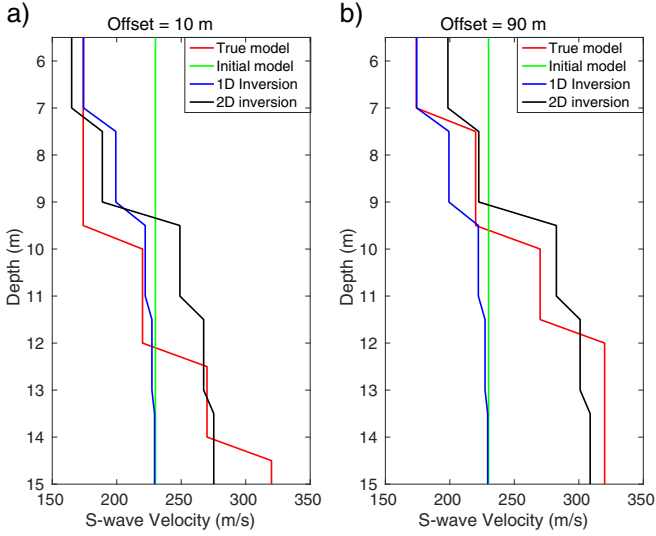 a)
Offset = 10 m
True model
Initial model
1D Inversion
2D inversion
6
7
8
9
10
11
12
13
14
15
Depth (m)
150
200
250
300
350
S-wave Velocity (m/s)
b)
Offset = 90 m
True model
Initial model
1D Inversion
2D inversion
6
7
8
9
10
11
12
13
14
15
Depth (m)
150
200
250
300
350
S-wave Velocity (m/s)